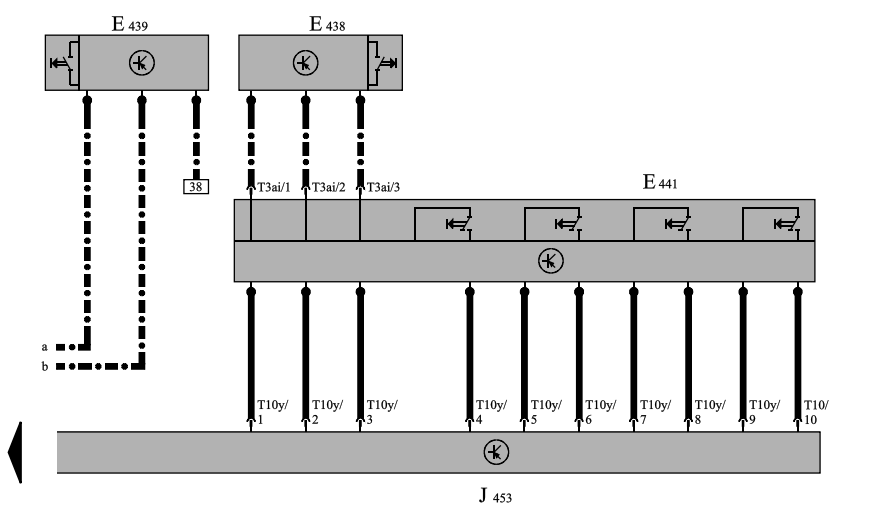 E 439 E 438
38 T3ai/1 T3ai/2 T3ai/3
E 441
a
b
T10y/ T10y/ T10y/ T10y/ T10y/ T10y/ T10y/ T10y/ T10y/ T10/
1 2 3 4 5 6 7 8 9 10
J 453